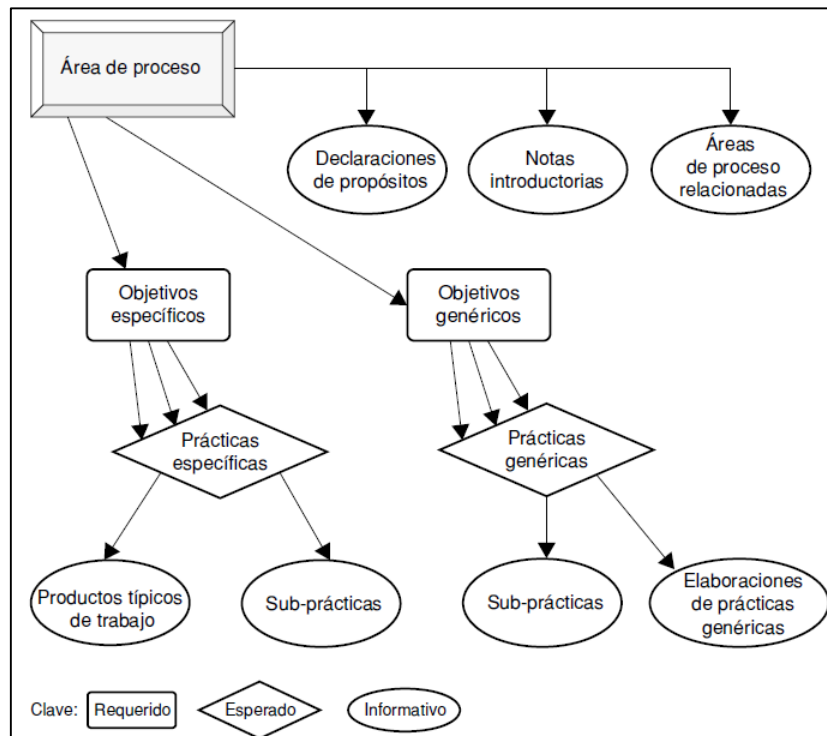 Área de proceso
Declaraciones
de propósitos
Notas
introductorias
Áreas
de proceso
relacionadas
Objetivos
específicos
Objetivos
genéricos
Prácticas
específicas
Prácticas
genéricas
Productos típicos
de trabajo
Sub-prácticas
Sub-prácticas
Elaboraciones
de prácticas
genéricas
Clave: Requerido Esperado Informativo